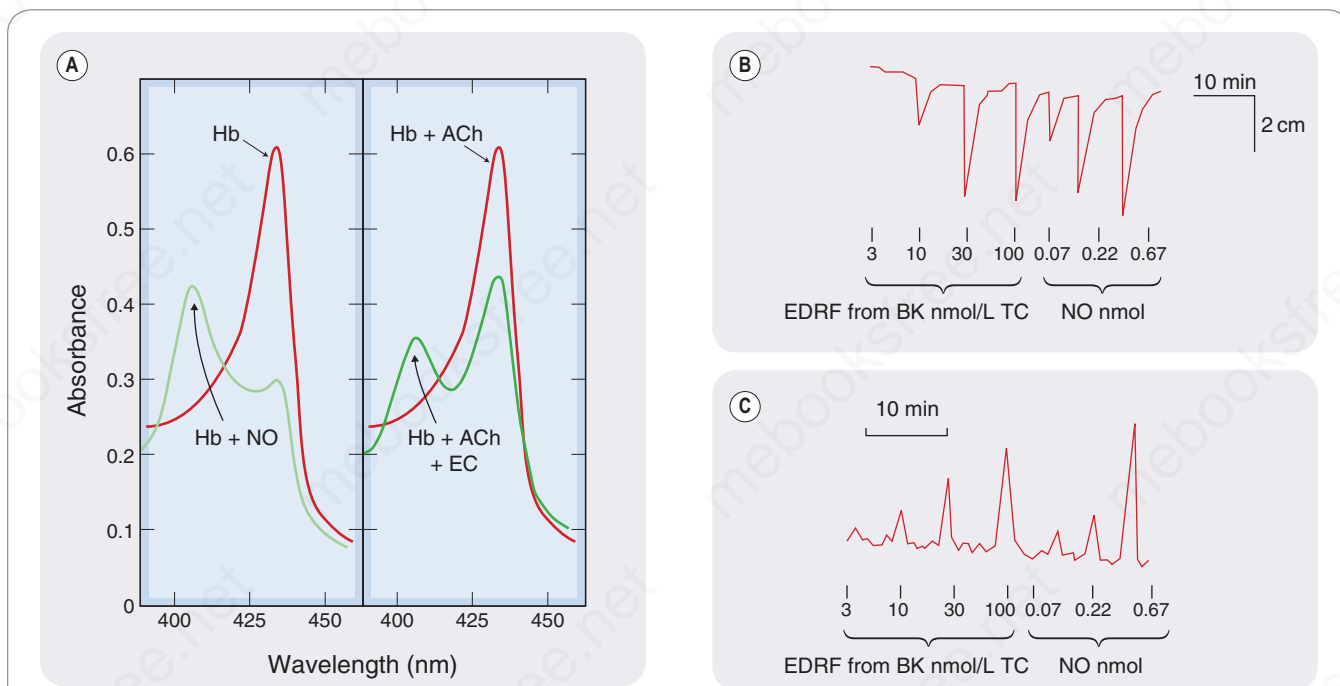 A
Absorbance
0.6
0.5
0.4
0.3
0.2
0.1
0
Hb
Hb + NO
Hb + ACh
Hb + ACh
+ EC
400 425 450 400 425 450
Wavelength (nm)
B
10 min
2 cm
3 10 30 100 0.07 0.22 0.67
EDRF from BK nmol/L TC NO nmol
C
10 min
3 10 30 100 0.07 0.22 0.67
EDRF from BK nmol/L TC NO nmol
mebooksfree.net